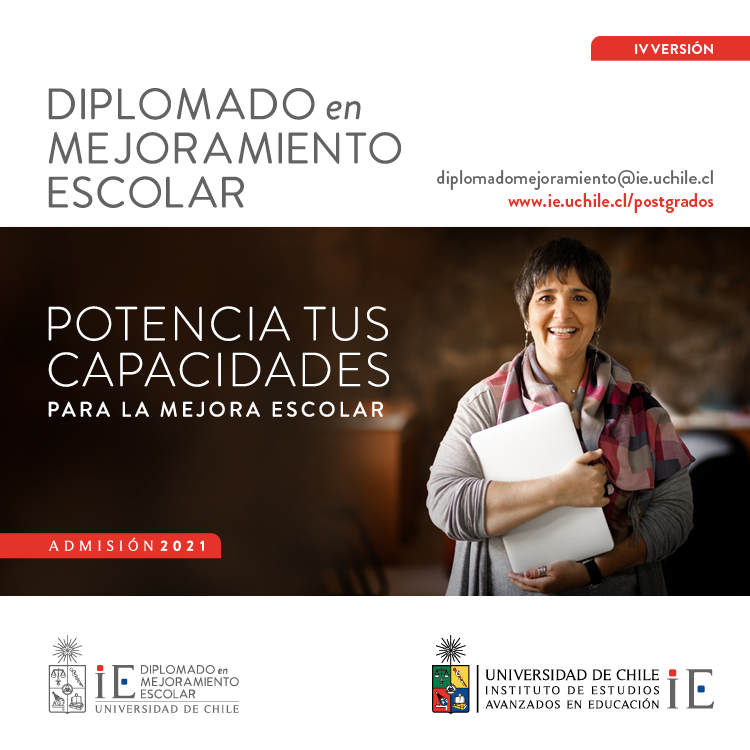 IV VERSIÓN
DIPLOMADO en
MEJORAMIENTO
ESCOLAR
diplomadomejoramiento@ie.uchile.cl
www.ie.uchile.cl/postgrados
POTENCIA TUS
CAPACIDADES
PARA LA MEJORA ESCOLAR
ADMISIÓN 2021
iE
DIPLOMADO en
MEJORAMIENTO
ESCOLAR
UNIVERSIDAD DE CHILE
UNIVERSIDAD DE CHILE
INSTITUTO DE ESTUDIOS
AVANZADOS EN EDUCACIÓN
iE